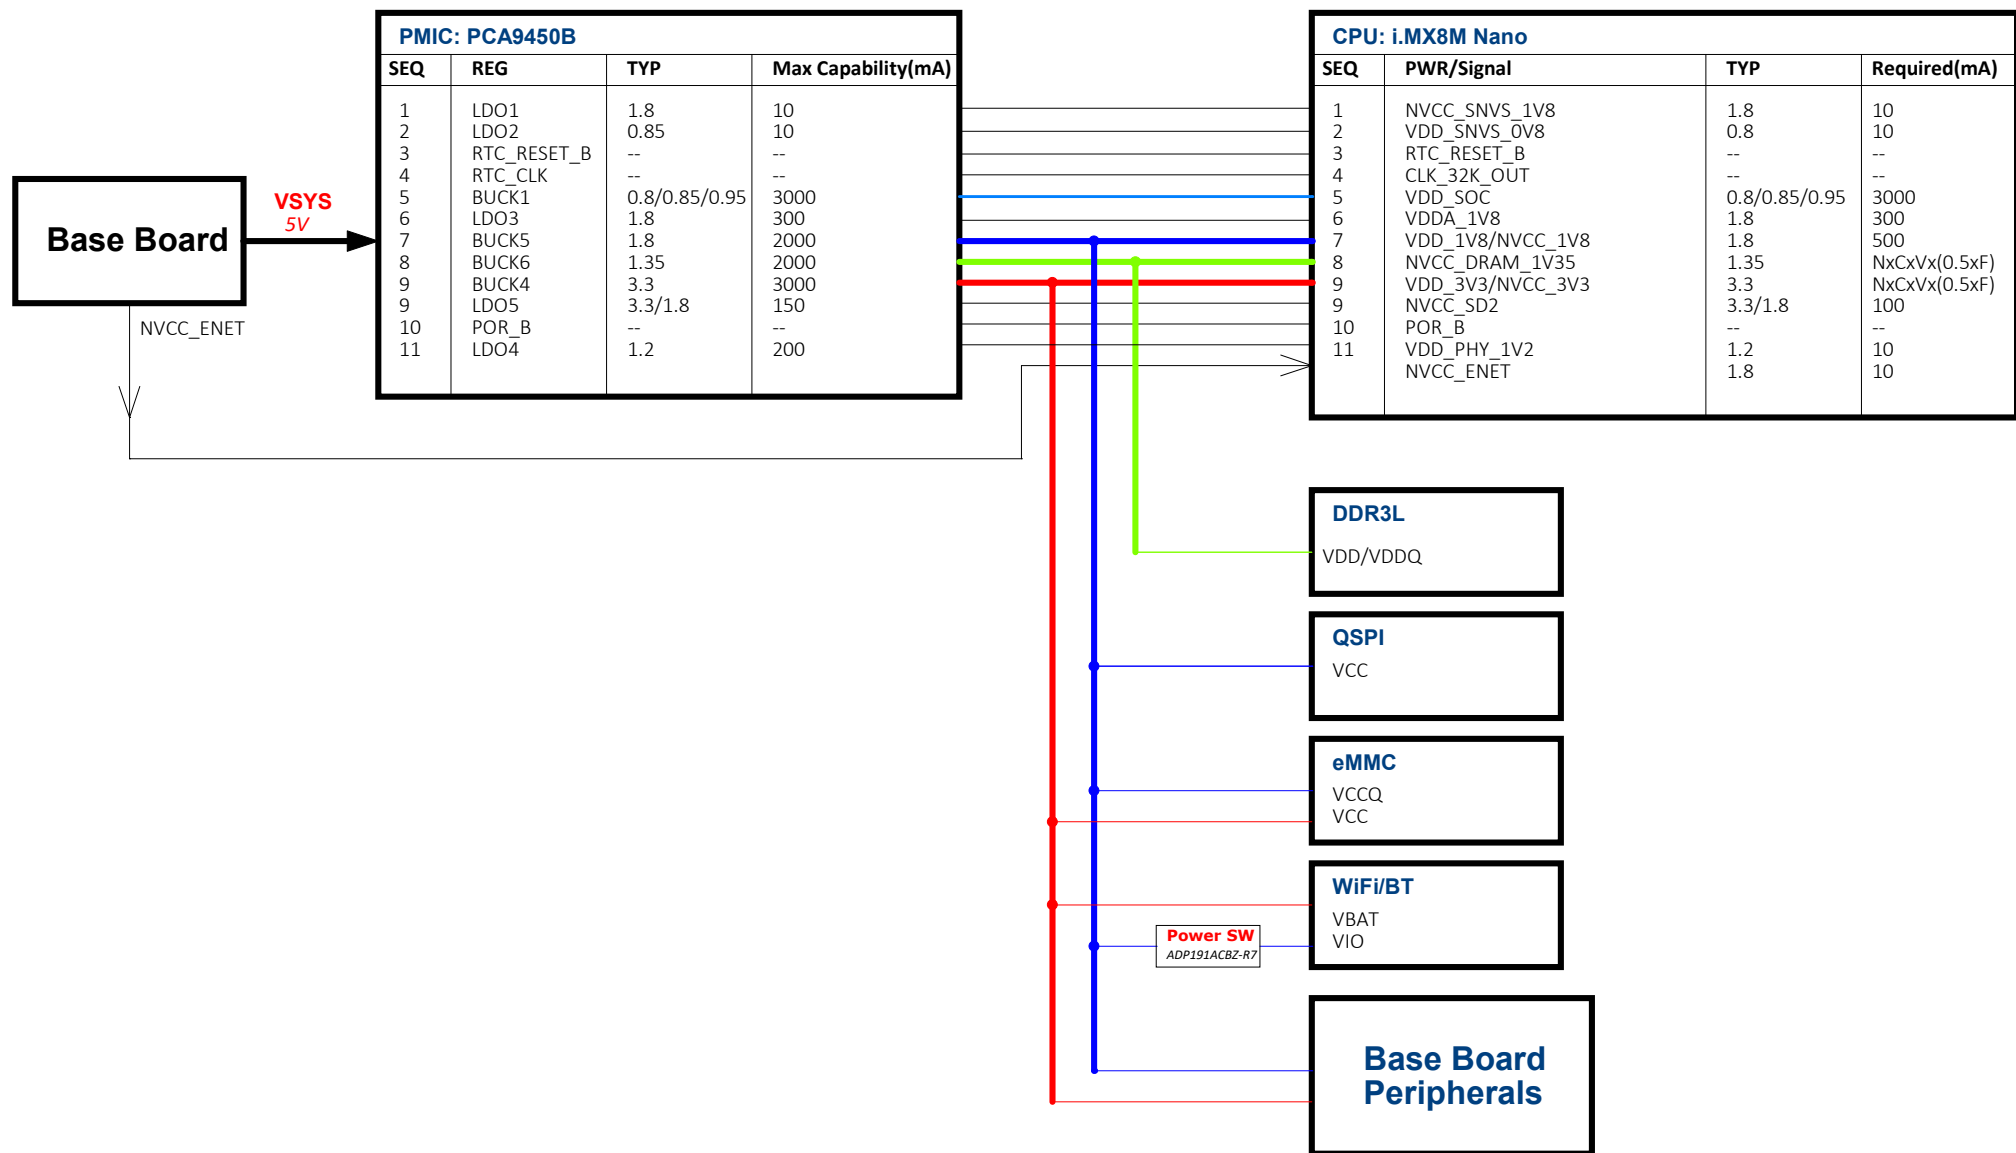 PMIC: PCA9450B
SEQ REG TYP Max Capability(mA)
1 LDO1 1.8 10
2 LDO2 0.85 10
3 RTC_RESET_B -- --
4 RTC_CLK -- --
5 BUCK1 0.8/0.85/0.95 3000
6 LDO3 1.8 300
7 BUCK5 1.8 2000
8 BUCK6 1.35 2000
9 BUCK4 3.3 3000
9 LDO5 3.3/1.8 150
10 POR_B -- --
11 LDO4 1.2 200
CPU: i.MX8M Nano
SEQ PWR/Signal TYP Required(mA)
1 NVCC_SNVS_1V8 1.8 10
2 VDD_SNVS_0V8 0.8 10
3 RTC_RESET_B -- --
4 CLK_32K_OUT -- --
5 VDD_SOC 0.8/0.85/0.95 3000
6 VDDA_1V8 1.8 300
7 VDD_1V8/NVCC_1V8 1.8 500
8 NVCC_DRAM_1V35 1.35 NxCxVx(0.5xF)
9 VDD_3V3/NVCC_3V3 3.3 NxCxVx(0.5xF)
9 NVCC_SD2 3.3/1.8 100
10 POR_B -- --
11 VDD_PHY_1V2 1.2 10
NVCC_ENET 1.8 10
Base Board
VSYS
5V
NVCC_ENET
DDR3L
VDD/VDDQ
QSPI
VCC
eMMC
VCCQ
VCC
WiFi/BT
VBAT
VIO
Power SW
ADP191ACBZ-R7
Base Board
Peripherals